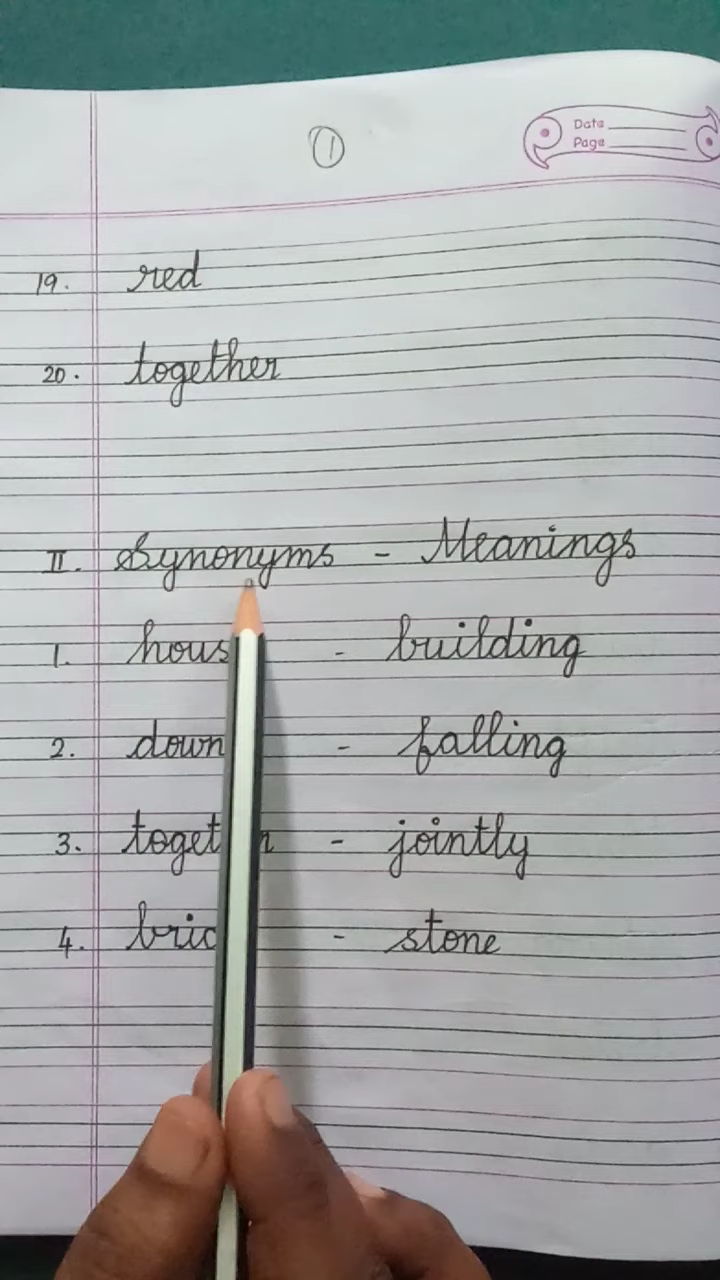 1
Date
Page
19. red
20. together
II. Synonyms - Meanings
1. hous - building
2. down - falling
3. toget - jointly
4. bric - stone